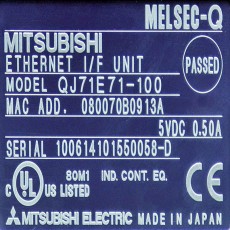 MELSEC-Q
MITSUBISHI
ETHERNET I/F UNIT
PASSED
MODEL QJ71E71-100
MAC ADD. 080070B0913A
5VDC 0.50A
SERIAL 100614101550058-D
80M1 IND. CONT. EQ.
C UL US LISTED CE
MITSUBISHI ELECTRIC MADE IN JAPAN